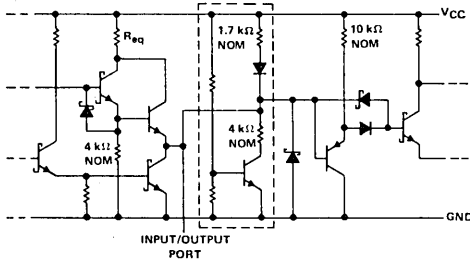 VCC
Req
1.7 kΩ
NOM
10 kΩ
NOM
4 kΩ
NOM
4 kΩ
NOM
GND
INPUT/OUTPUT
PORT